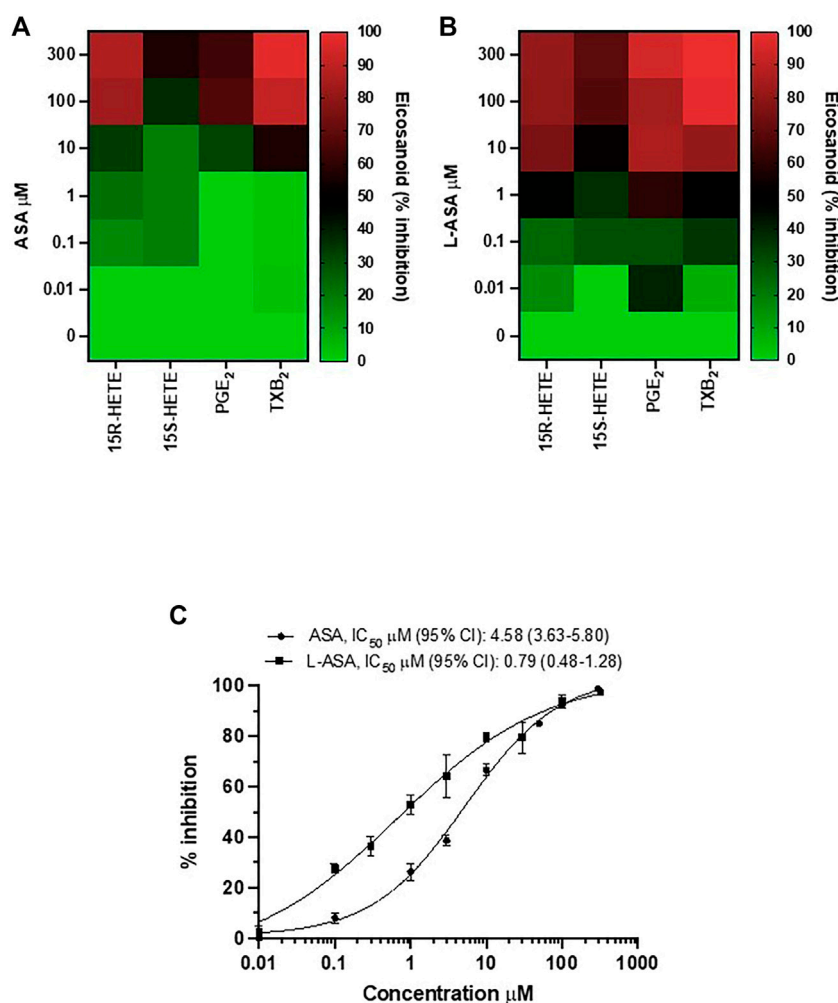 A
300
100
10
1
0.1
0.01
0
ASA μM
15R-HETE
15S-HETE
PGE₂
TXB₂
100
90
80
70
60
50
40
30
20
10
0
Eicosanoid (% inhibition)
B
300
100
10
1
0.1
0.01
0
L-ASA μM
15R-HETE
15S-HETE
PGE₂
TXB₂
100
90
80
70
60
50
40
30
20
10
0
Eicosanoid (% inhibition)
C
ASA, IC₅₀ μM (95% CI): 4.58 (3.63-5.80)
L-ASA, IC₅₀ μM (95% CI): 0.79 (0.48-1.28)
100
80
60
40
20
0
% inhibition
0.01 0.1 1 10 100 1000
Concentration μM